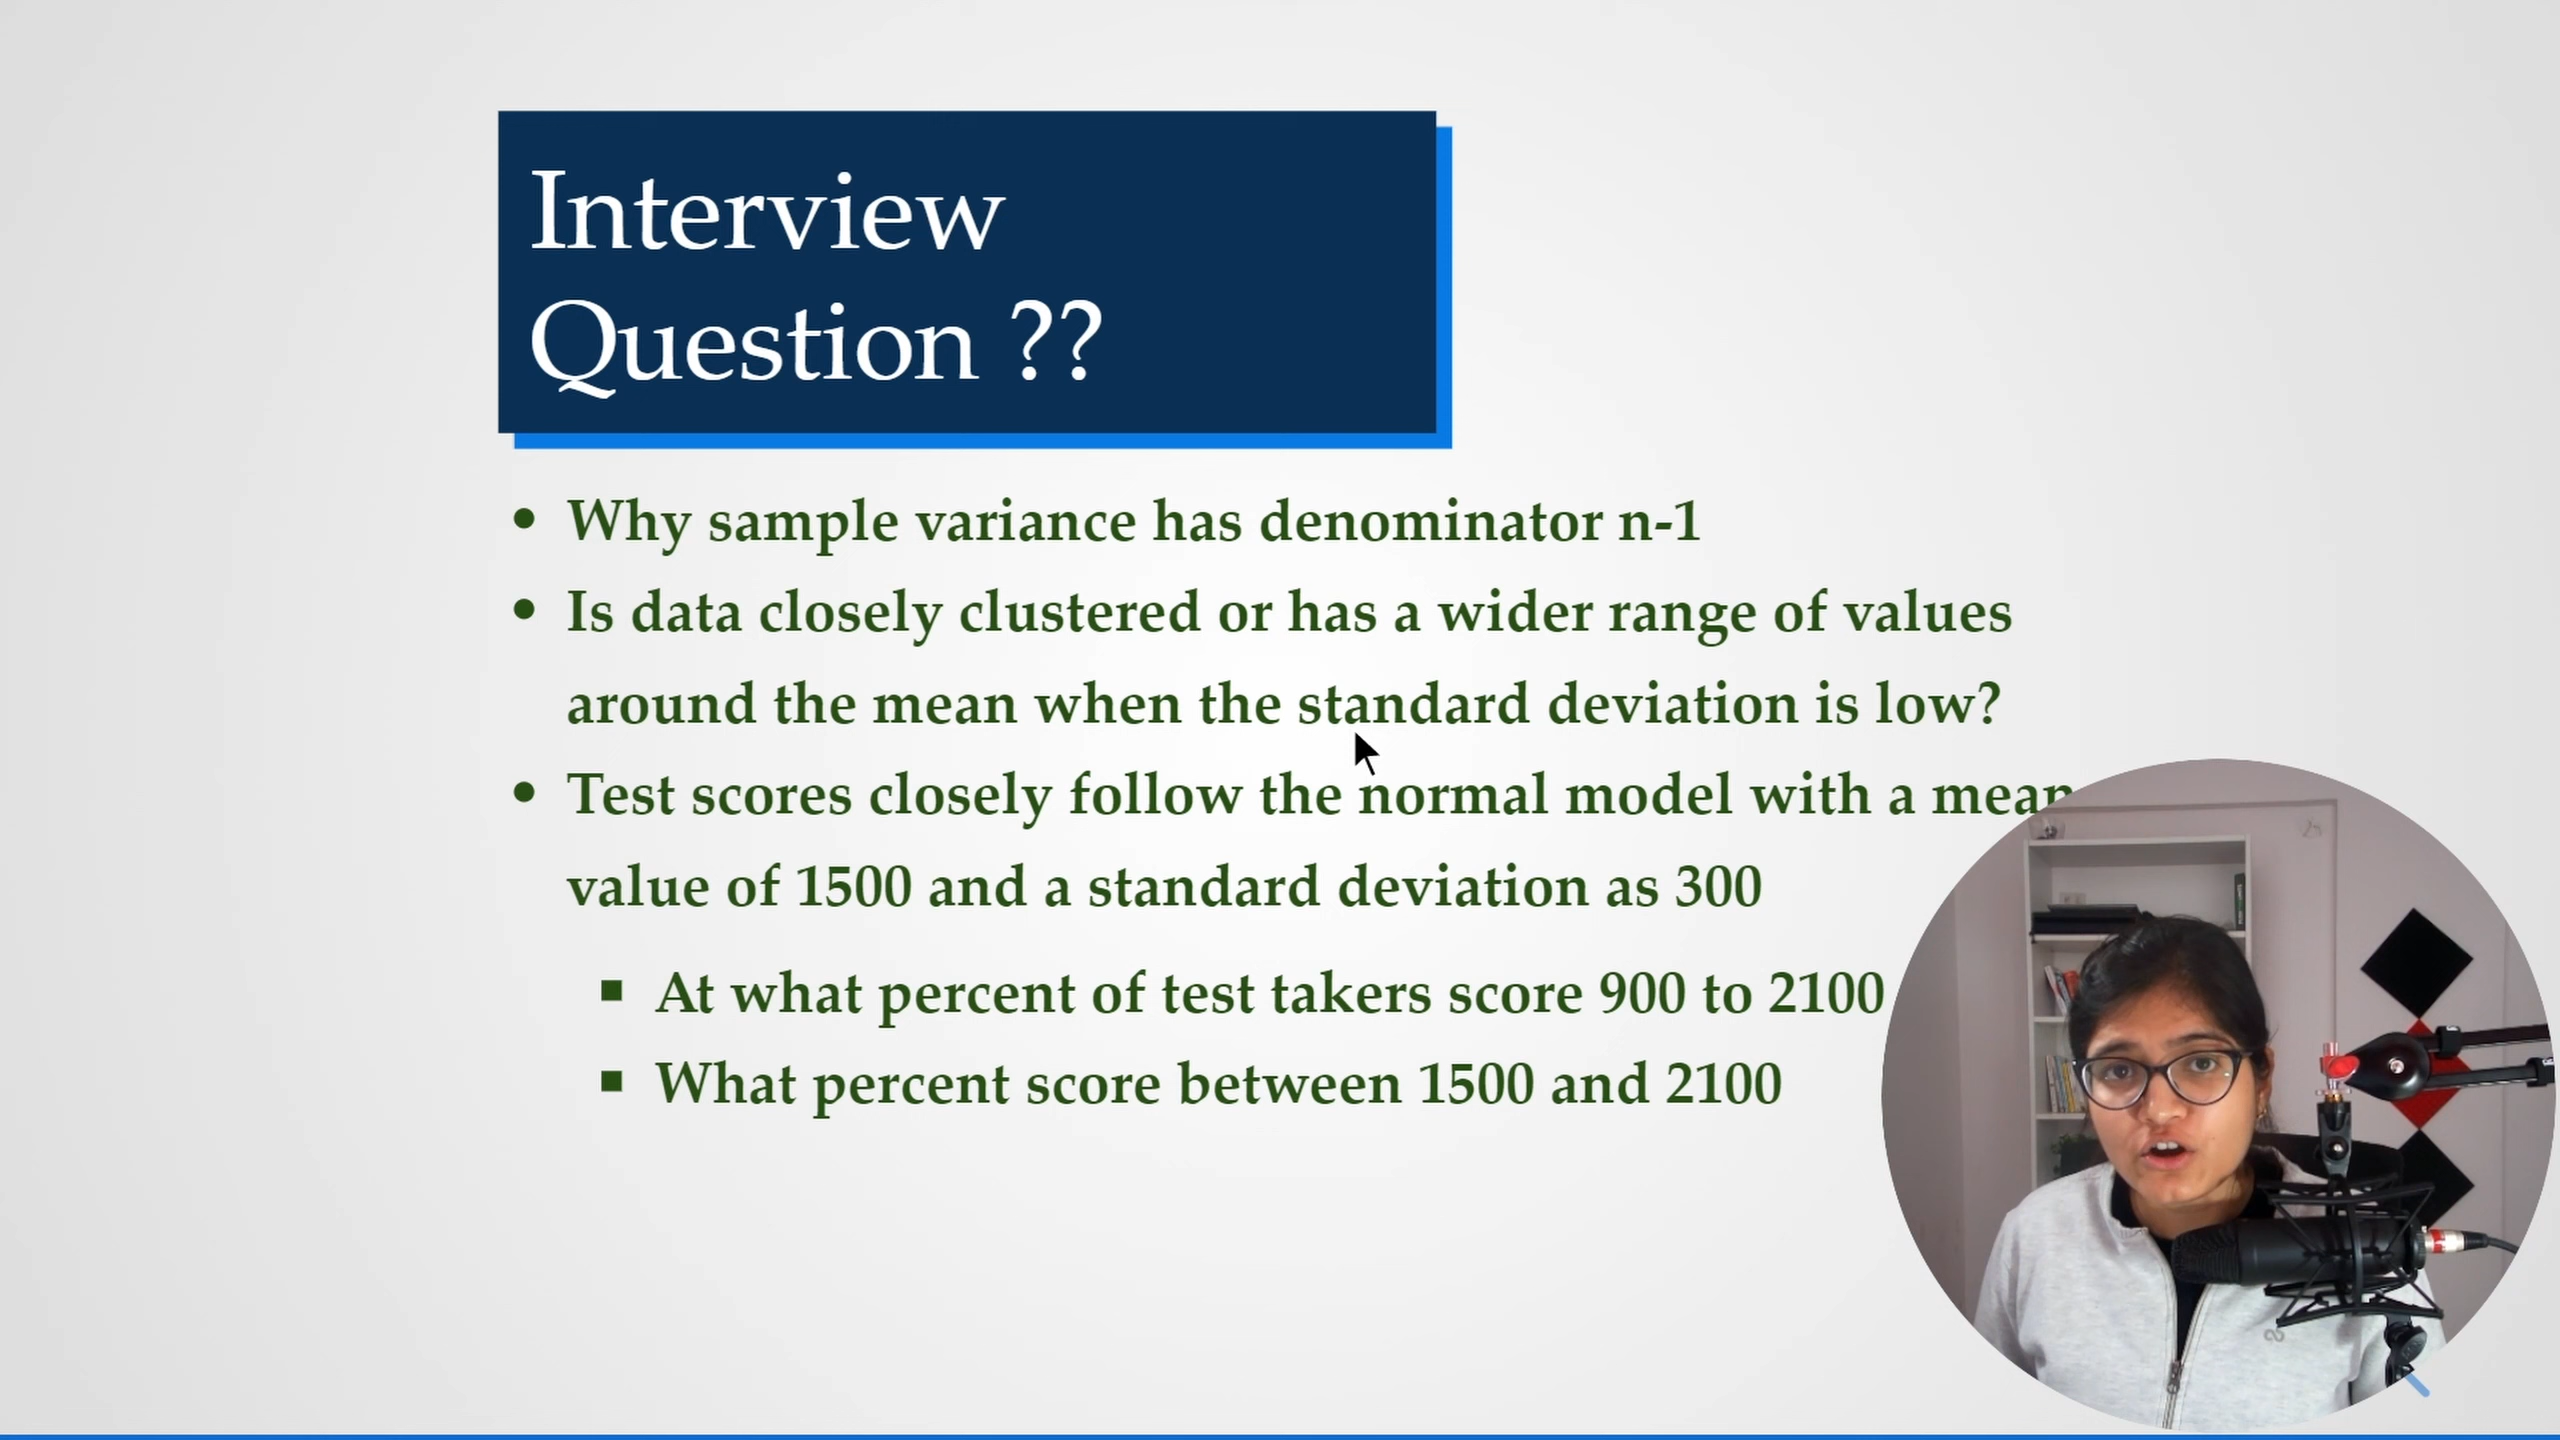 Interview
Question ??
• Why sample variance has denominator n-1
• Is data closely clustered or has a wider range of values
around the mean when the standard deviation is low?
• Test scores closely follow the normal model with a mean
value of 1500 and a standard deviation as 300
▪ At what percent of test takers score 900 to 2100
▪ What percent score between 1500 and 2100